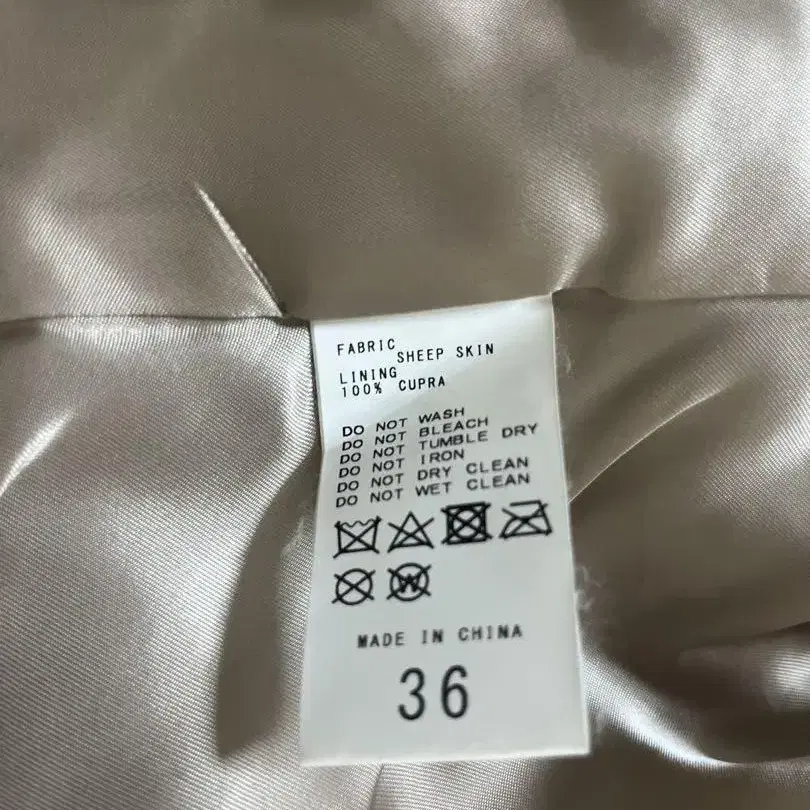 FABRIC
SHEEP SKIN
LINING
100% CUPRA
DO NOT WASH
DO NOT BLEACH
DO NOT TUMBLE DRY
DO NOT IRON
DO NOT DRY CLEAN
DO NOT WET CLEAN
W
MADE IN CHINA
36